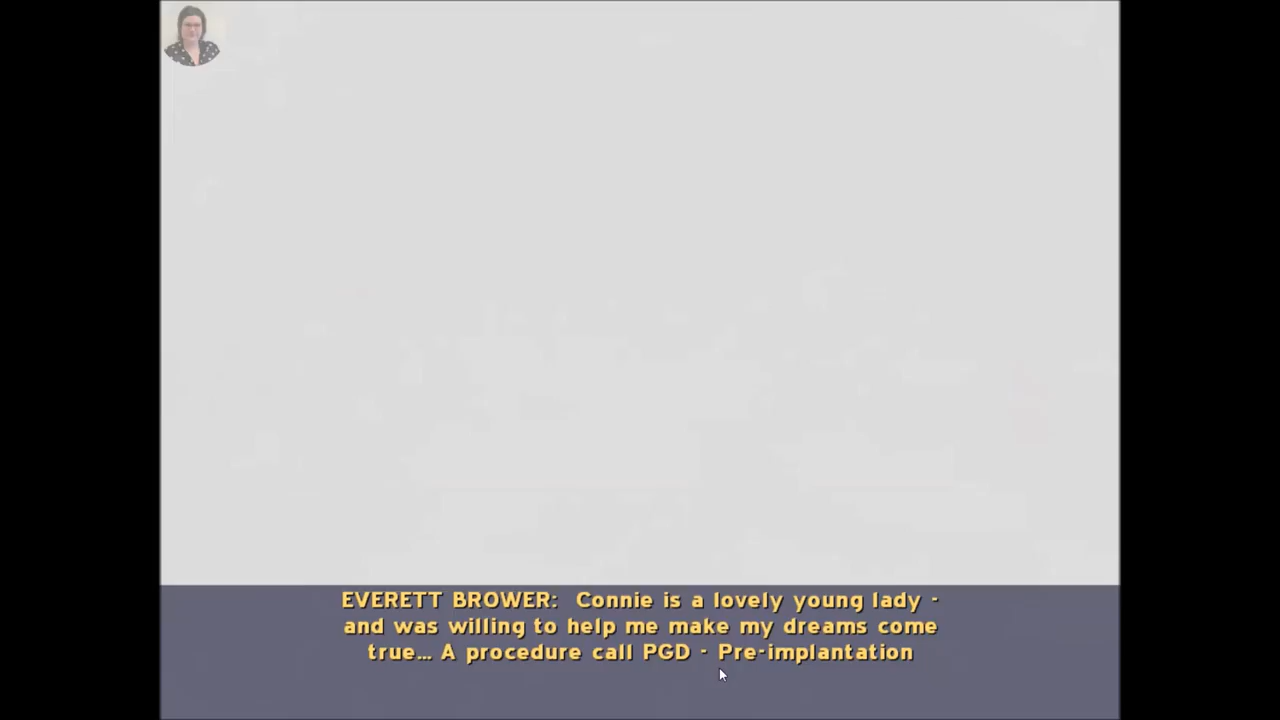 EVERETT BROWER:  Connie is a lovely young lady -
and was willing to help me make my dreams come
true... A procedure call PGD - Pre-implantation